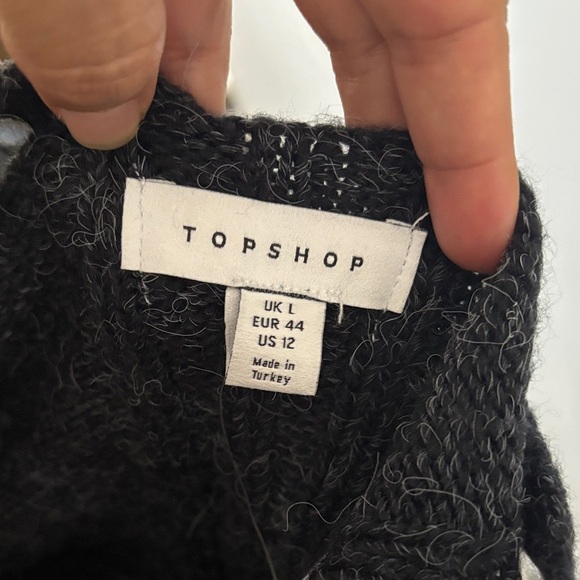 TOPSHOP
UK L
EUR 44
US 12
Made in
Turkey